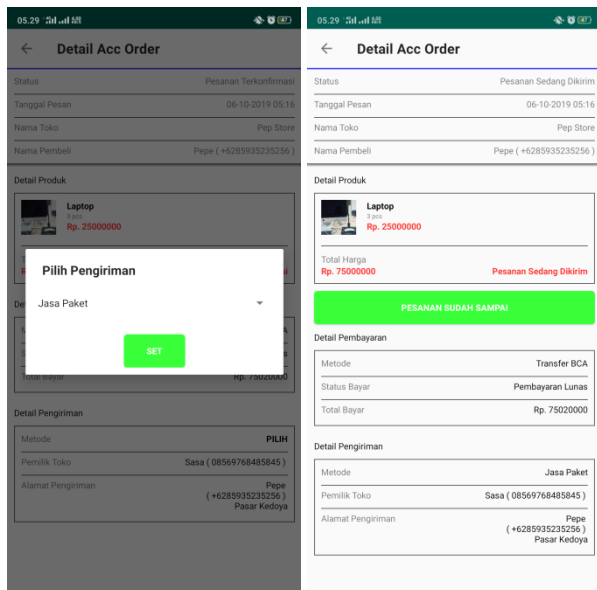 05.29
47
Detail Acc Order
Status Pesanan Terkonfirmasi
Tanggal Pesan 06-10-2019 05:16
Nama Toko Pep Store
Nama Pembeli Pepe ( +6285935235256 )
Detail Produk
Laptop
3 pcs
Rp. 25000000
Pilih Pengiriman
Jasa Paket
SET
Total Bayar Rp. 75020000
Detail Pengiriman
Metode PILIH
Pemilik Toko Sasa ( 08569768485845 )
Alamat Pengiriman Pepe
( +6285935235256 )
Pasar Kedoya
05.29
47
Detail Acc Order
Status Pesanan Sedang Dikirim
Tanggal Pesan 06-10-2019 05:16
Nama Toko Pep Store
Nama Pembeli Pepe ( +6285935235256 )
Detail Produk
Laptop
3 pcs
Rp. 25000000
Total Harga
Rp. 75000000 Pesanan Sedang Dikirim
PESANAN SUDAH SAMPAI
Detail Pembayaran
Metode Transfer BCA
Status Bayar Pembayaran Lunas
Total Bayar Rp. 75020000
Detail Pengiriman
Metode Jasa Paket
Pemilik Toko Sasa ( 08569768485845 )
Alamat Pengiriman Pepe
( +6285935235256 )
Pasar Kedoya